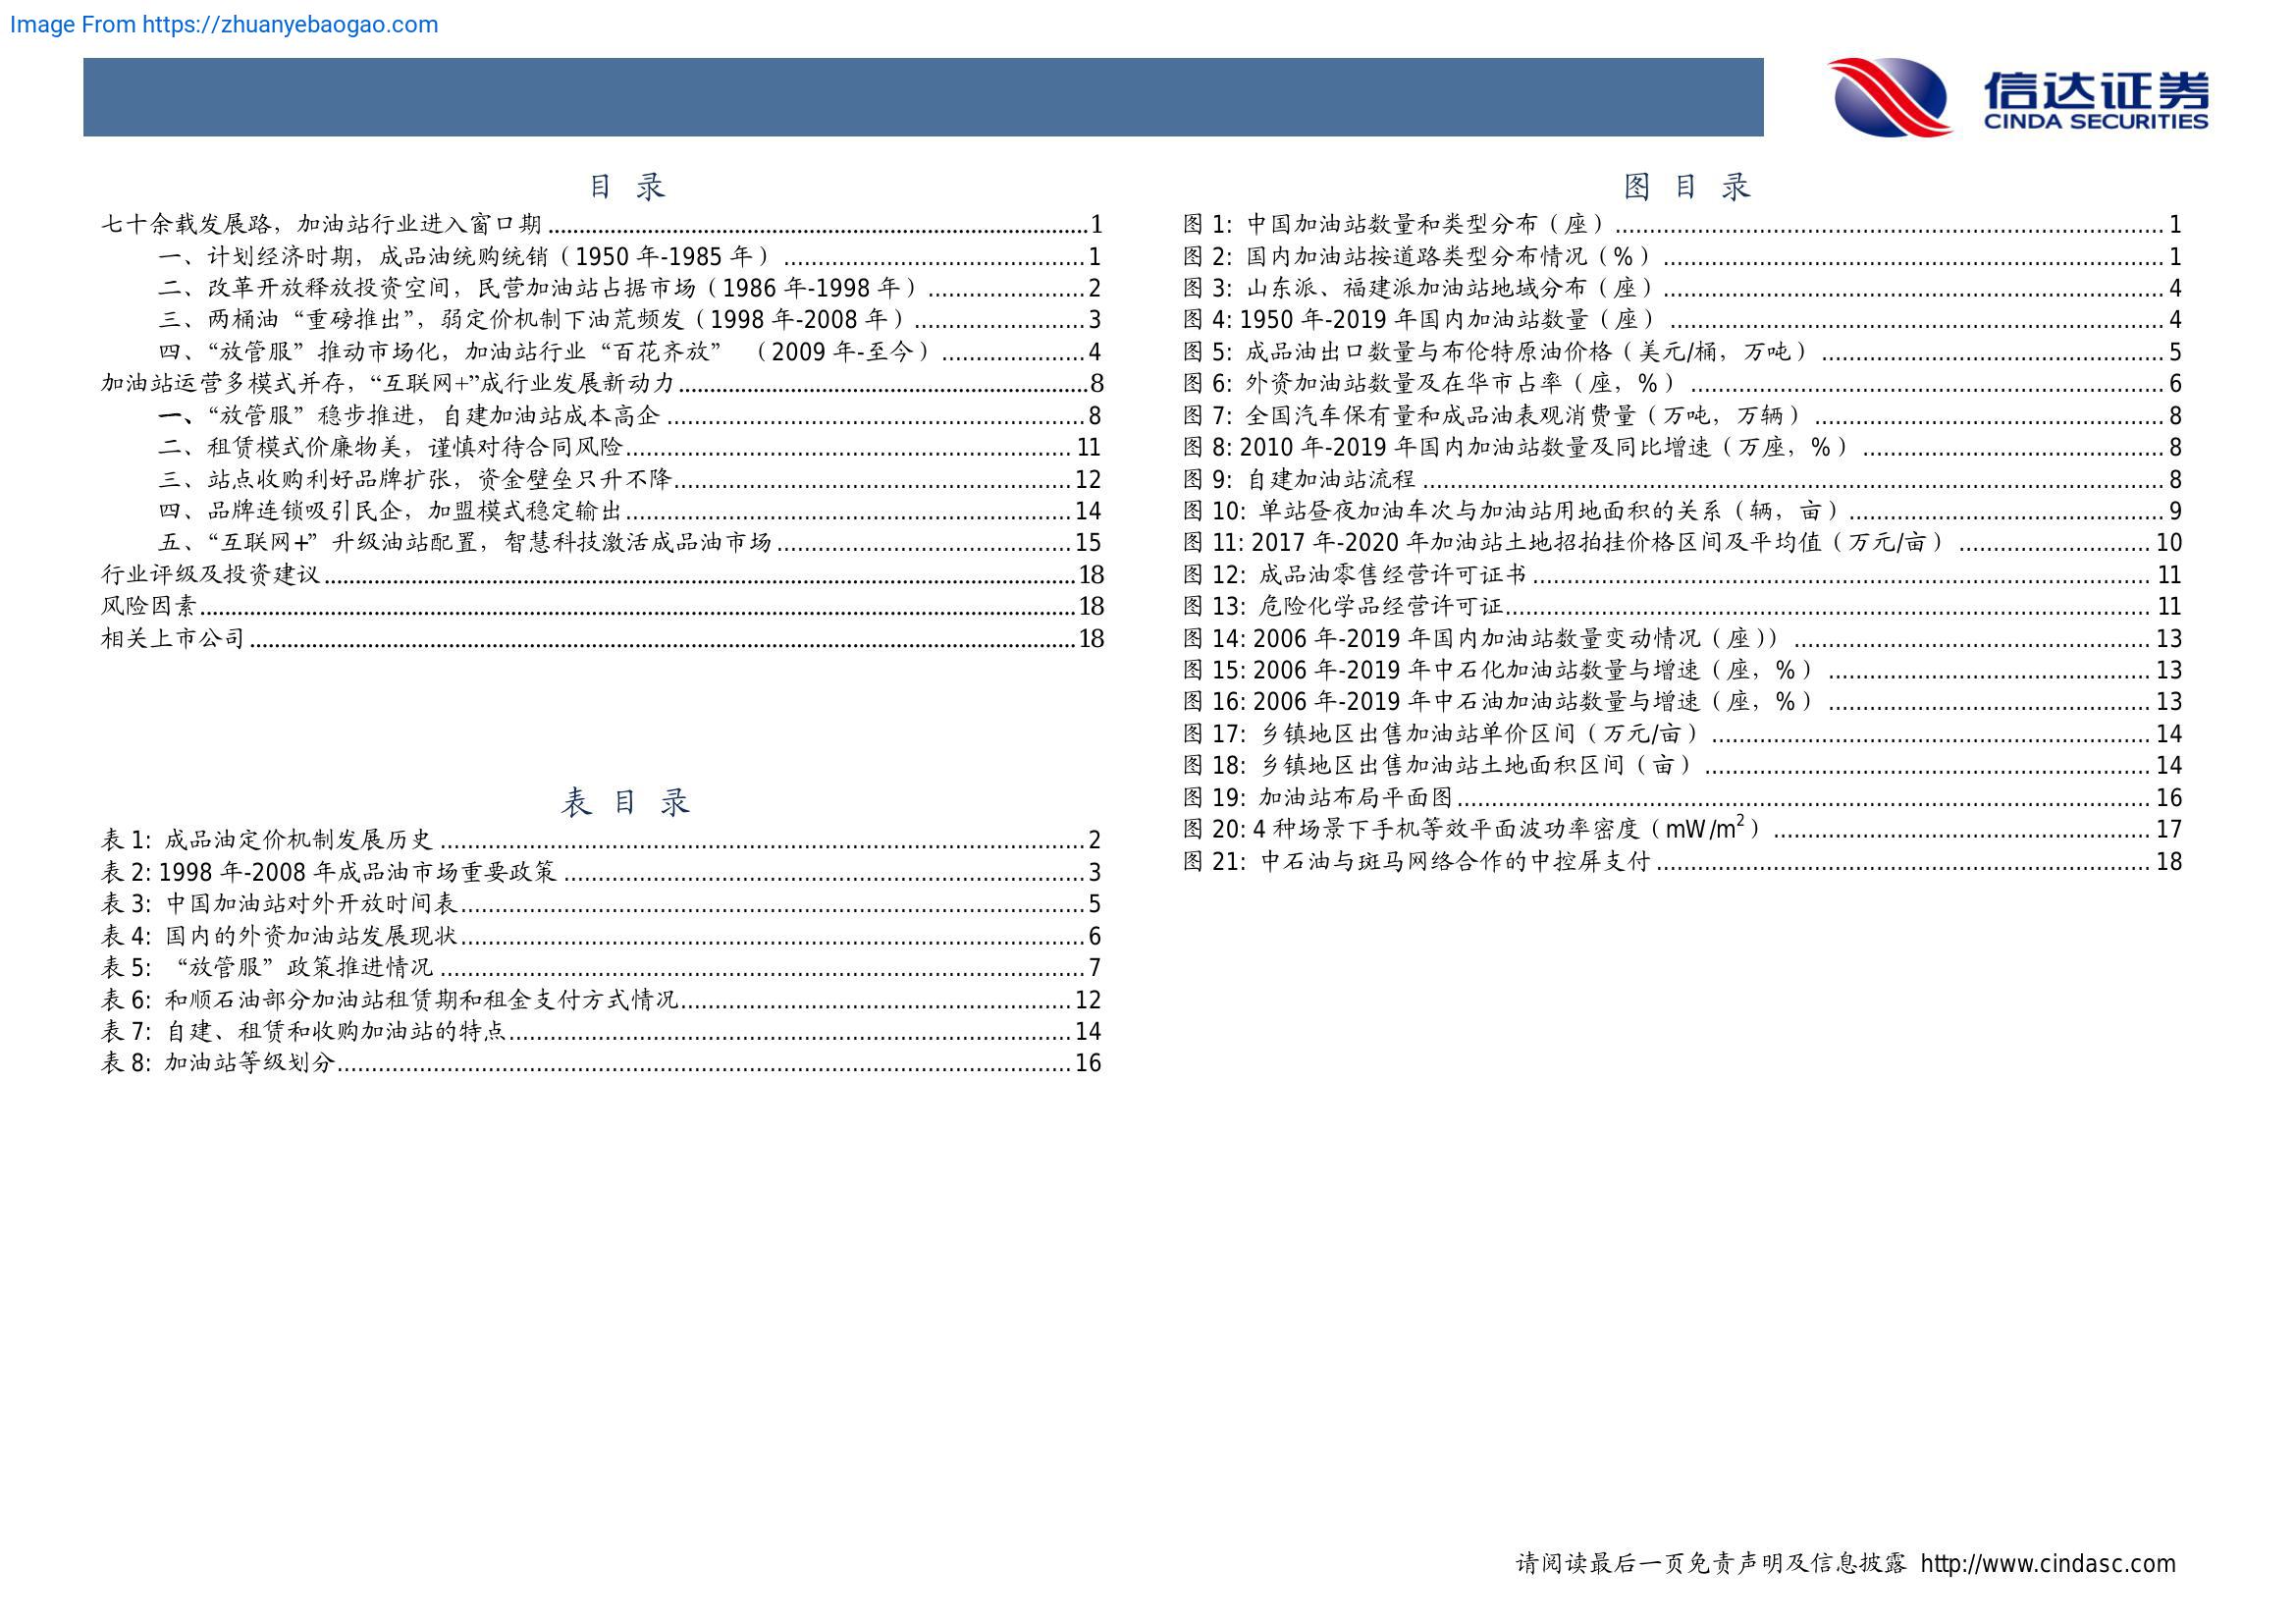 Image From https://zhuanyebaogao.com
信达证券
CINDA SECURITIES
目 录
七十余载发展路，加油站行业进入窗口期 ........ 1
一、计划经济时期，成品油统购统销（1950 年-1985 年） ........ 1
二、改革开放释放投资空间，民营加油站占据市场（1986 年-1998 年） ........ 2
三、两桶油“重磅推出”，弱定价机制下油荒频发（1998 年-2008 年） ........ 3
四、“放管服”推动市场化，加油站行业“百花齐放” （2009 年-至今） ........ 4
加油站运营多模式并存，“互联网+”成行业发展新动力 ........ 8
一、“放管服”稳步推进，自建加油站成本高企 ........ 8
二、租赁模式价廉物美，谨慎对待合同风险 ........ 11
三、站点收购利好品牌扩张，资金壁垒只升不降 ........ 12
四、品牌连锁吸引民企，加盟模式稳定输出 ........ 14
五、“互联网+”升级油站配置，智慧科技激活成品油市场 ........ 15
行业评级及投资建议 ........ 18
风险因素 ........ 18
相关上市公司 ........ 18
表 目 录
表 1: 成品油定价机制发展历史 ........ 2
表 2: 1998 年-2008 年成品油市场重要政策 ........ 3
表 3: 中国加油站对外开放时间表 ........ 5
表 4: 国内的外资加油站发展现状 ........ 6
表 5: “放管服”政策推进情况 ........ 7
表 6: 和顺石油部分加油站租赁期和租金支付方式情况 ........ 12
表 7: 自建、租赁和收购加油站的特点 ........ 14
表 8: 加油站等级划分 ........ 16
图 目 录
图 1: 中国加油站数量和类型分布（座） ........ 1
图 2: 国内加油站按道路类型分布情况（%） ........ 1
图 3: 山东派、福建派加油站地域分布（座） ........ 4
图 4: 1950 年-2019 年国内加油站数量（座） ........ 4
图 5: 成品油出口数量与布伦特原油价格（美元/桶，万吨） ........ 5
图 6: 外资加油站数量及在华市占率（座，%） ........ 6
图 7: 全国汽车保有量和成品油表观消费量（万吨，万辆） ........ 8
图 8: 2010 年-2019 年国内加油站数量及同比增速（万座，%） ........ 8
图 9: 自建加油站流程 ........ 8
图 10: 单站昼夜加油车次与加油站用地面积的关系（辆，亩） ........ 9
图 11: 2017 年-2020 年加油站土地招拍挂价格区间及平均值（万元/亩） ........ 10
图 12: 成品油零售经营许可证书 ........ 11
图 13: 危险化学品经营许可证 ........ 11
图 14: 2006 年-2019 年国内加油站数量变动情况（座）） ........ 13
图 15: 2006 年-2019 年中石化加油站数量与增速（座，%） ........ 13
图 16: 2006 年-2019 年中石油加油站数量与增速（座，%） ........ 13
图 17: 乡镇地区出售加油站单价区间（万元/亩） ........ 14
图 18: 乡镇地区出售加油站土地面积区间（亩） ........ 14
图 19: 加油站布局平面图 ........ 16
图 20: 4 种场景下手机等效平面波功率密度（mW/m²） ........ 17
图 21: 中石油与斑马网络合作的中控屏支付 ........ 18
请阅读最后一页免责声明及信息披露 http://www.cindasc.com